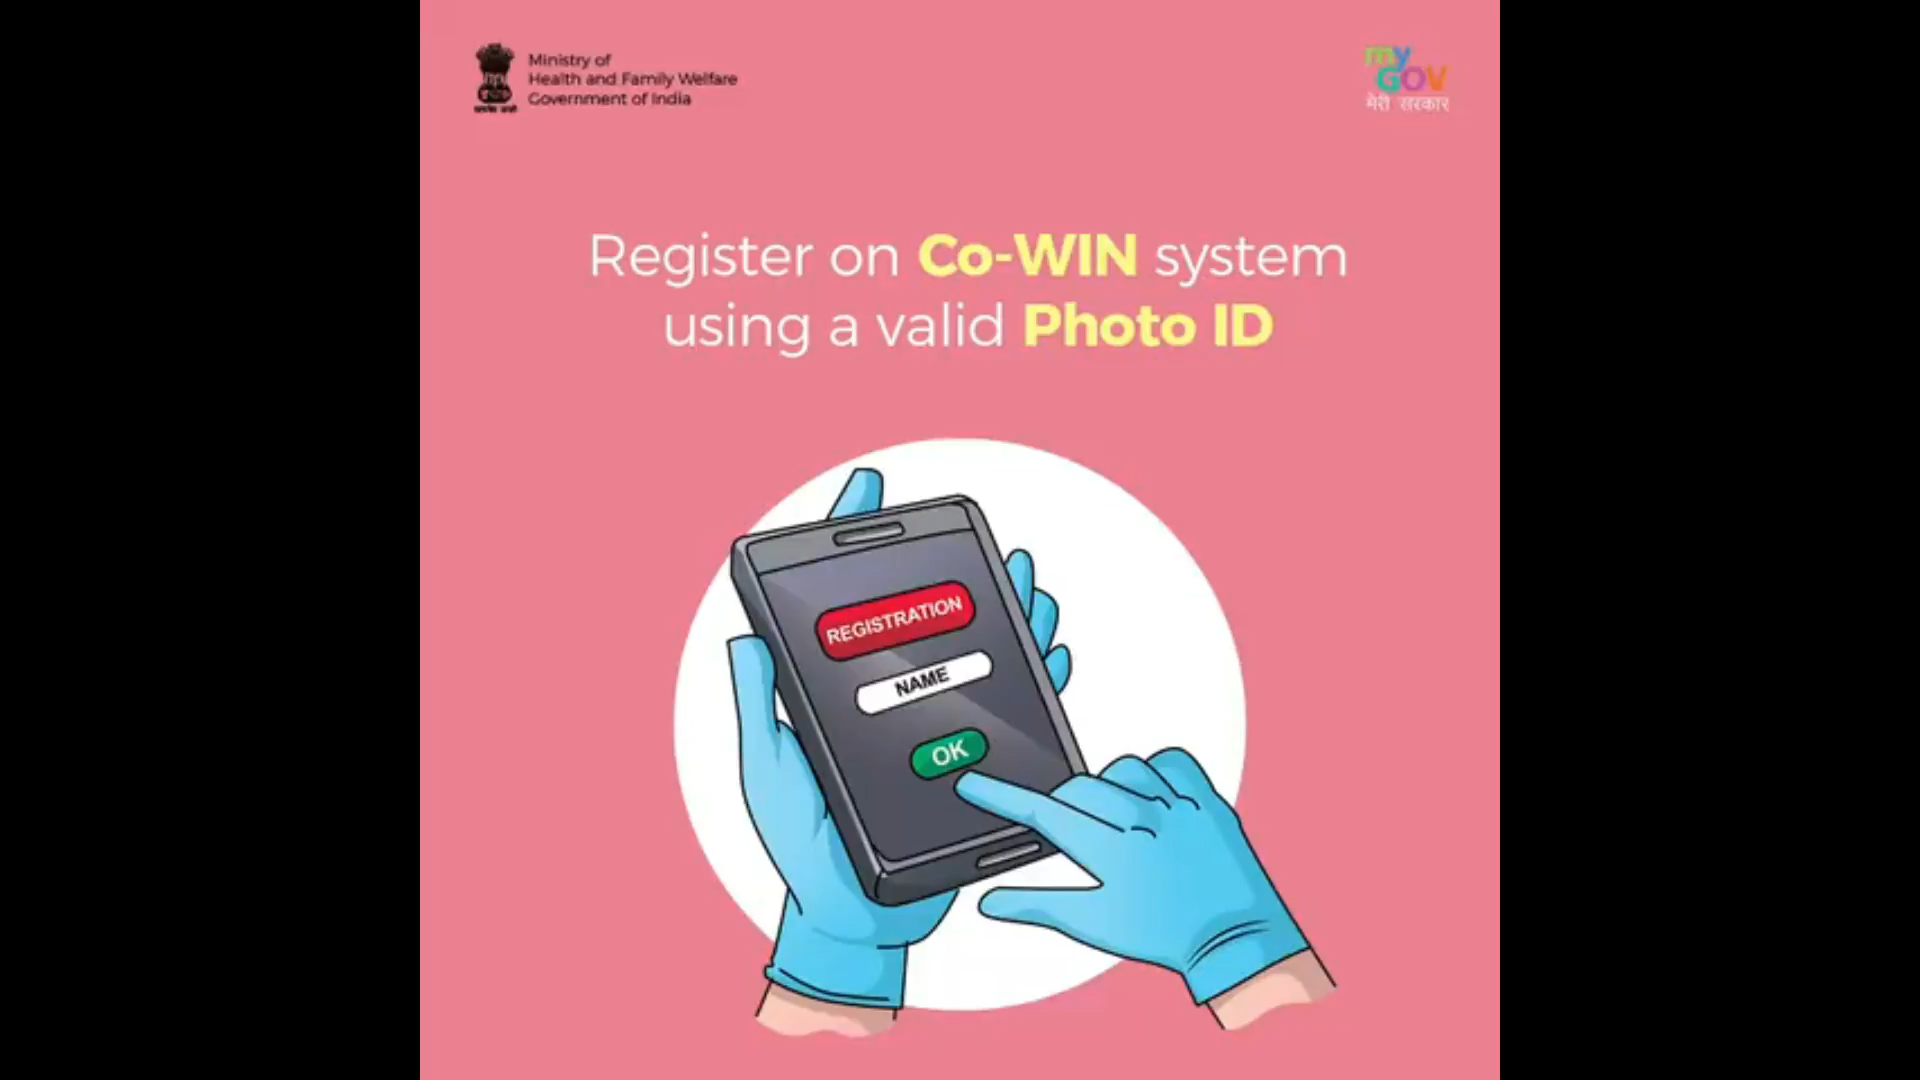 Ministry of
Health and Family Welfare
Government of India
my
GOV
मेरी सरकार
Register on Co-WIN system
using a valid Photo ID
REGISTRATION
NAME
OK